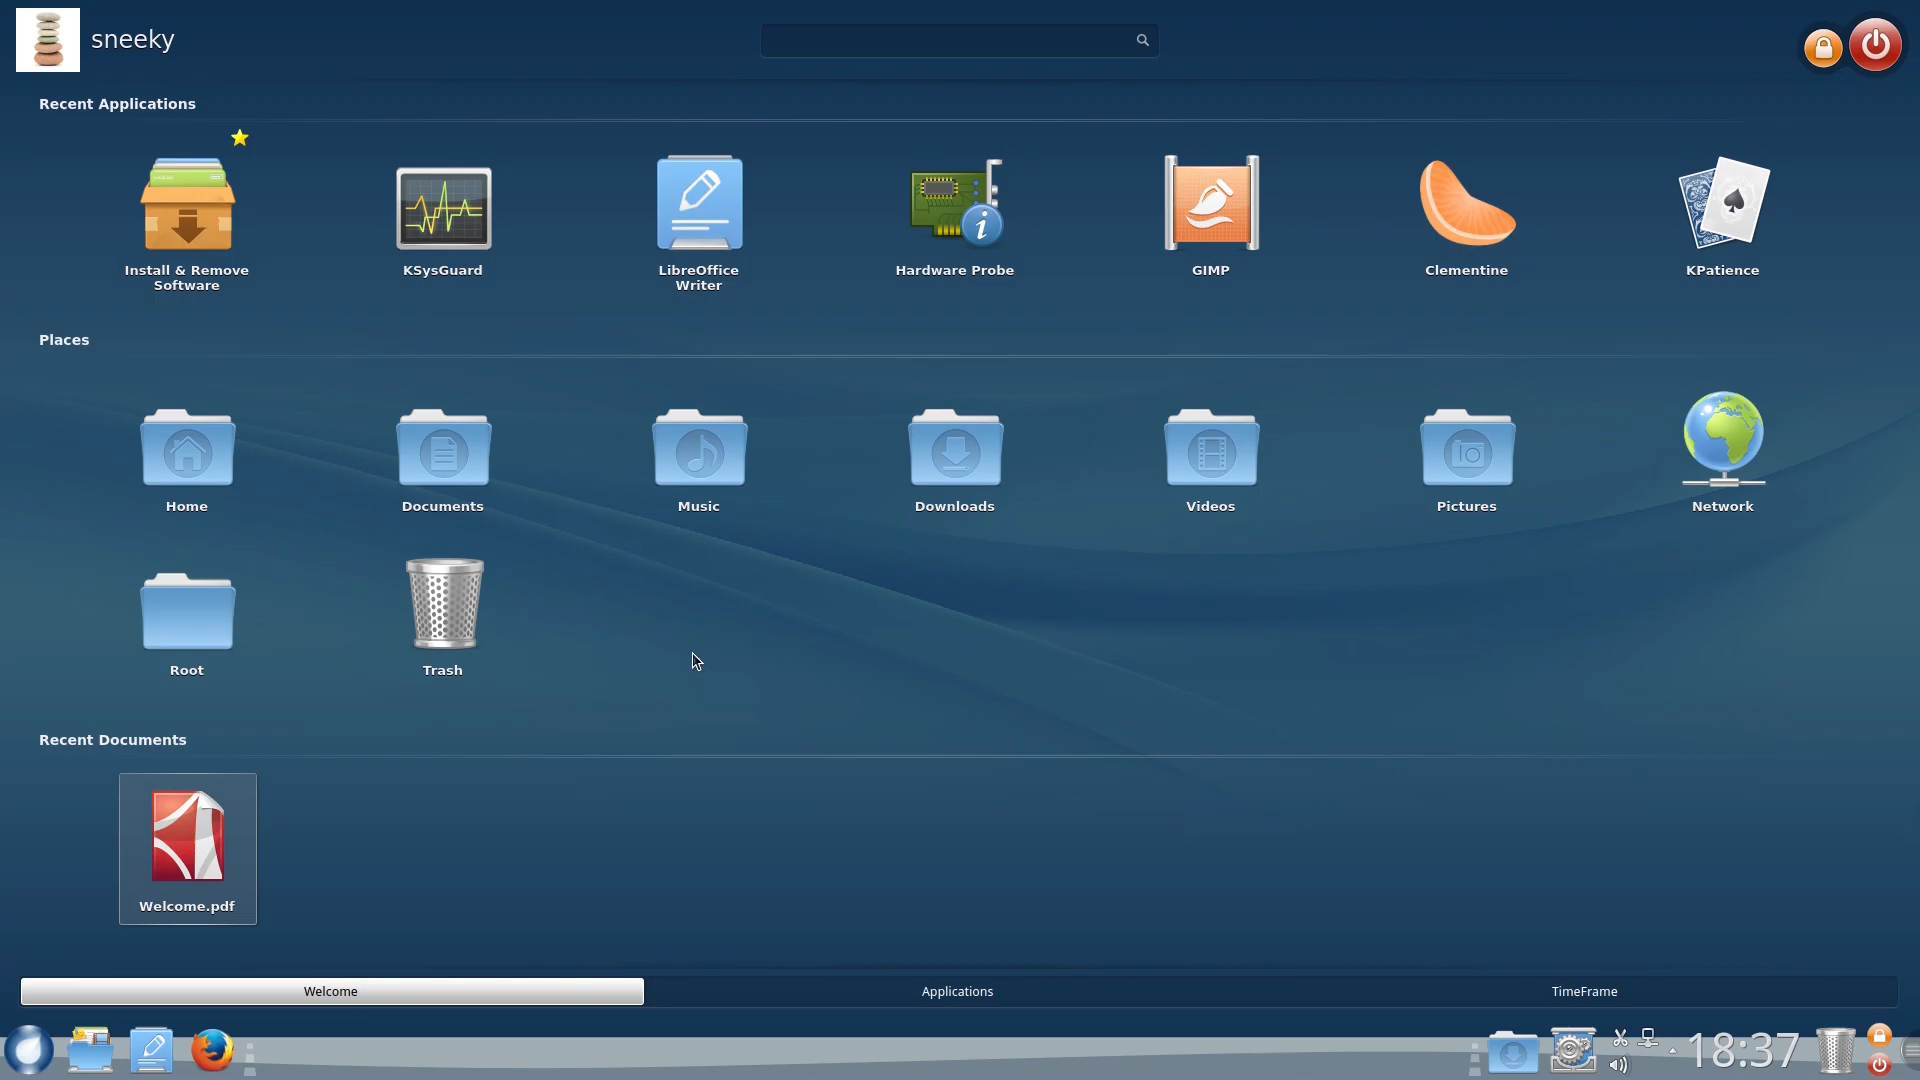 sneeky
Recent Applications
Install & Remove
Software
KSysGuard
LibreOffice
Writer
Hardware Probe
GIMP
Clementine
KPatience
Places
Home
Documents
Music
Downloads
Videos
Pictures
Network
Root
Trash
Recent Documents
Welcome.pdf
Welcome
Applications
TimeFrame
18:37